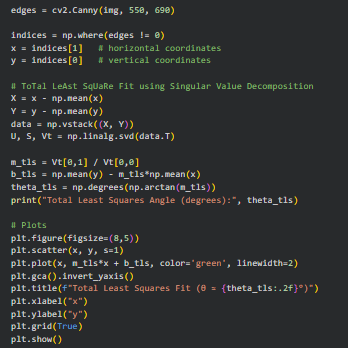 edges = cv2.Canny(img, 550, 690)
indices = np.where(edges != 0)
x = indices[1]   # horizontal coordinates
y = indices[0]   # vertical coordinates
# ToTal LeAst SqUaRe Fit using Singular Value Decomposition
X = x - np.mean(x)
Y = y - np.mean(y)
data = np.vstack((X, Y))
U, S, Vt = np.linalg.svd(data.T)
m_tls = Vt[0,1] / Vt[0,0]
b_tls = np.mean(y) - m_tls*np.mean(x)
theta_tls = np.degrees(np.arctan(m_tls))
print("Total Least Squares Angle (degrees):", theta_tls)
# Plots
plt.figure(figsize=(8,5))
plt.scatter(x, y, s=1)
plt.plot(x, m_tls*x + b_tls, color='green', linewidth=2)
plt.gca().invert_yaxis()
plt.title(f"Total Least Squares Fit (θ = {theta_tls:.2f}°)")
plt.xlabel("x")
plt.ylabel("y")
plt.grid(True)
plt.show()